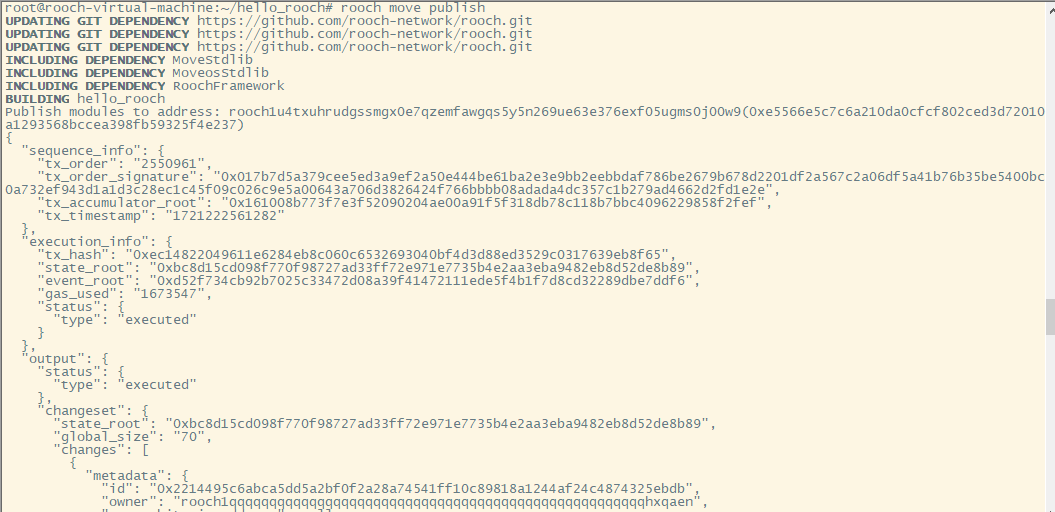 root@rooch-virtual-machine:~/hello_rooch# rooch move publish
UPDATING GIT DEPENDENCY https://github.com/rooch-network/rooch.git
UPDATING GIT DEPENDENCY https://github.com/rooch-network/rooch.git
UPDATING GIT DEPENDENCY https://github.com/rooch-network/rooch.git
INCLUDING DEPENDENCY MoveStdlib
INCLUDING DEPENDENCY MoveosStdlib
INCLUDING DEPENDENCY RoochFramework
BUILDING hello_rooch
Publish modules to address: rooch1u4txuhrudgssmgx0e7qzemfawgqs5y5n269ue63e376exf05ugms0j00w9(0xe5566e5c7c6a210da0cfcf802ced3d72010
a1293568bccea398fb59325f4e237)
{
  "sequence_info": {
    "tx_order": "2550961",
    "tx_order_signature": "0x017b7d5a379cee5ed3a9ef2a50e444be61ba2e3e9bb2eebbdaf786be2679b678d2201df2a567c2a06df5a41b76b35be5400bc
0a732ef943d1a1d3c28ec1c45f09c026c9e5a00643a706d3826424f766bbbb08adada4dc357c1b279ad4662d2fd1e2e",
    "tx_accumulator_root": "0x161008b773f7e3f52090204ae00a91f5f318db78c118b7bbc4096229858f2fef",
    "tx_timestamp": "1721222561282"
  },
  "execution_info": {
    "tx_hash": "0xec14822049611e6284eb8c060c6532693040bf4d3d88ed3529c0317639eb8f65",
    "state_root": "0xbc8d15cd098f770f98727ad33ff72e971e7735b4e2aa3eba9482eb8d52de8b89",
    "event_root": "0xd52f734cb92b7025c33472d08a39f41472111ede5f4b1f7d8cd32289dbe7ddf6",
    "gas_used": "1673547",
    "status": {
      "type": "executed"
    }
  },
  "output": {
    "status": {
      "type": "executed"
    },
    "changeset": {
      "state_root": "0xbc8d15cd098f770f98727ad33ff72e971e7735b4e2aa3eba9482eb8d52de8b89",
      "global_size": "70",
      "changes": [
        {
          "metadata": {
            "id": "0x2214495c6abca5dd5a2bf0f2a28a74541ff10c89818a1244af24c4874325ebdb",
            "owner": "rooch1qqqqqqqqqqqqqqqqqqqqqqqqqqqqqqqqqqqqqqqqqqqqqqqqqqqqhxqaen",